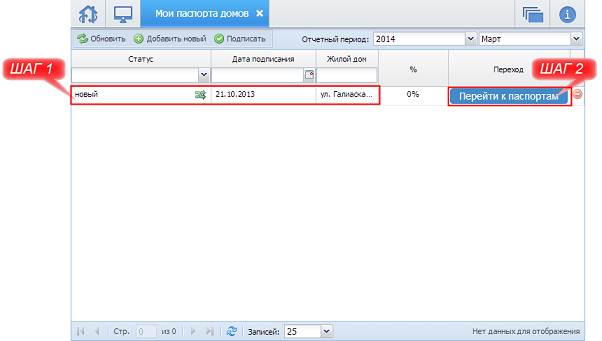 Мои паспорта домов
Обновить Добавить новый Подписать Отчетный период: 2014 Март
ШАГ 1 ШАГ 2
Статус Дата подписания Жилой дом % Переход
новый 21.10.2013 ул. Галиаска... 0% Перейти к паспортам
Стр. 0 из 0 Записей: 25 Нет данных для отображения